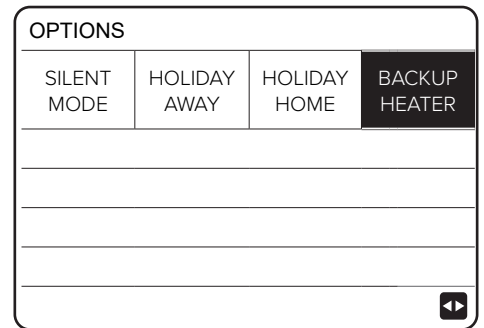 OPTIONS
SILENT MODE
HOLIDAY AWAY
HOLIDAY HOME
BACKUP HEATER